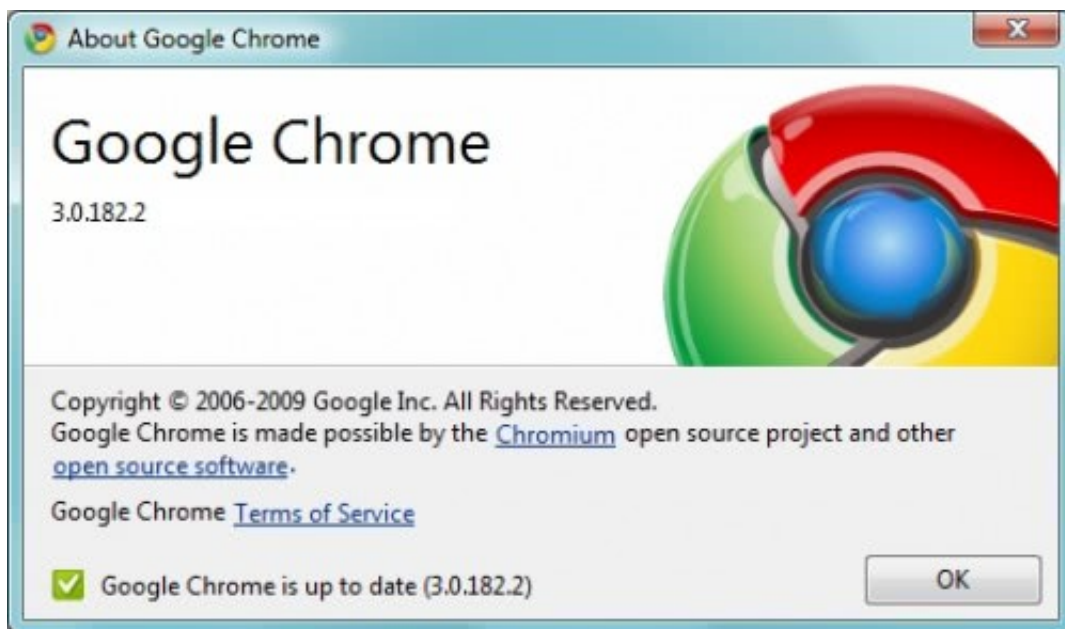 About Google Chrome
Google Chrome
3.0.182.2
Copyright © 2006-2009 Google Inc. All Rights Reserved.
Google Chrome is made possible by the Chromium open source project and other
open source software.
Google Chrome Terms of Service
Google Chrome is up to date (3.0.182.2)
OK